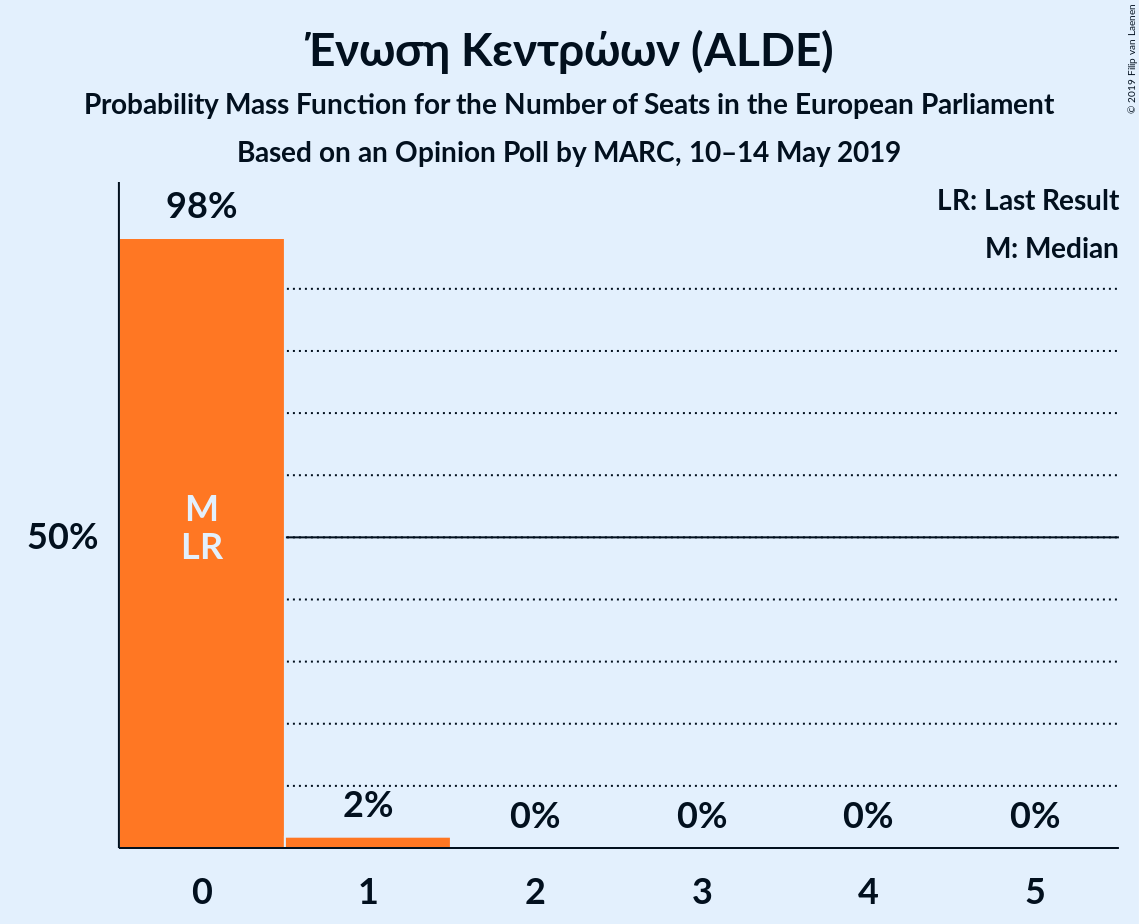 Ένωση Κεντρώων (ALDE)
Probability Mass Function for the Number of Seats in the European Parliament
Based on an Opinion Poll by MARC, 10–14 May 2019
© 2019 Filip van Laenen
LR: Last Result
M: Median
98%
M
LR
50%
2%
0%
0%
0%
0%
0
1
2
3
4
5